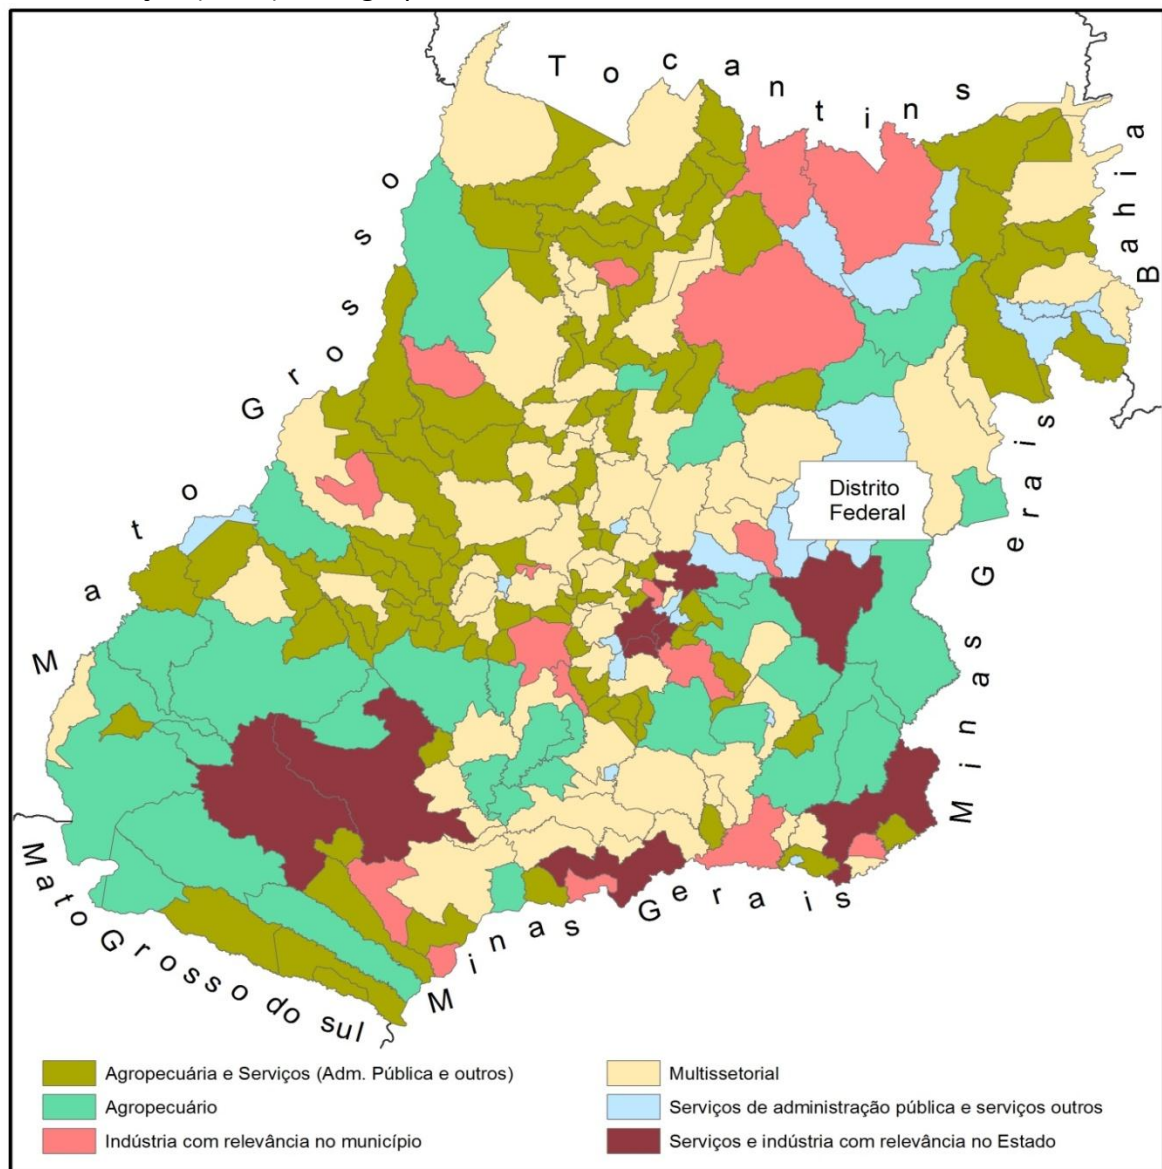 Tocantins
Bahia
Mato Grosso
Distrito
Federal
Minas Gerais
Mato Grosso do sul
Minas Gerais
Agropecuária e Serviços (Adm. Pública e outros)
Agropecuário
Indústria com relevância no município
Multissetorial
Serviços de administração pública e serviços outros
Serviços e indústria com relevância no Estado